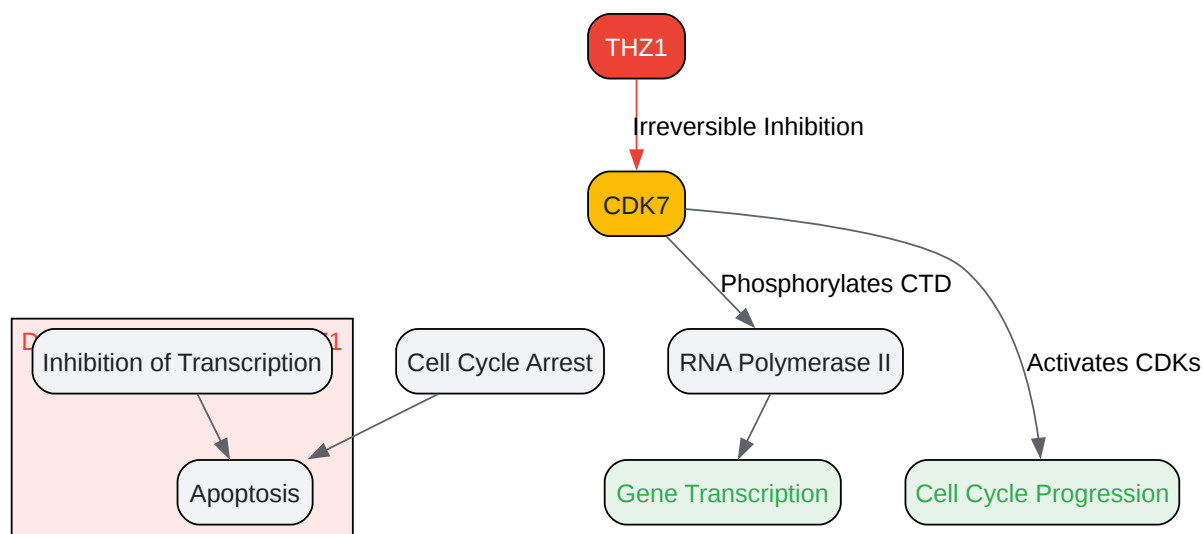 THZ1
Irreversible Inhibition
CDK7
Phosphorylates CTD
Inhibition of Transcription
Cell Cycle Arrest
RNA Polymerase II
Activates CDKs
Apoptosis
Gene Transcription
Cell Cycle Progression